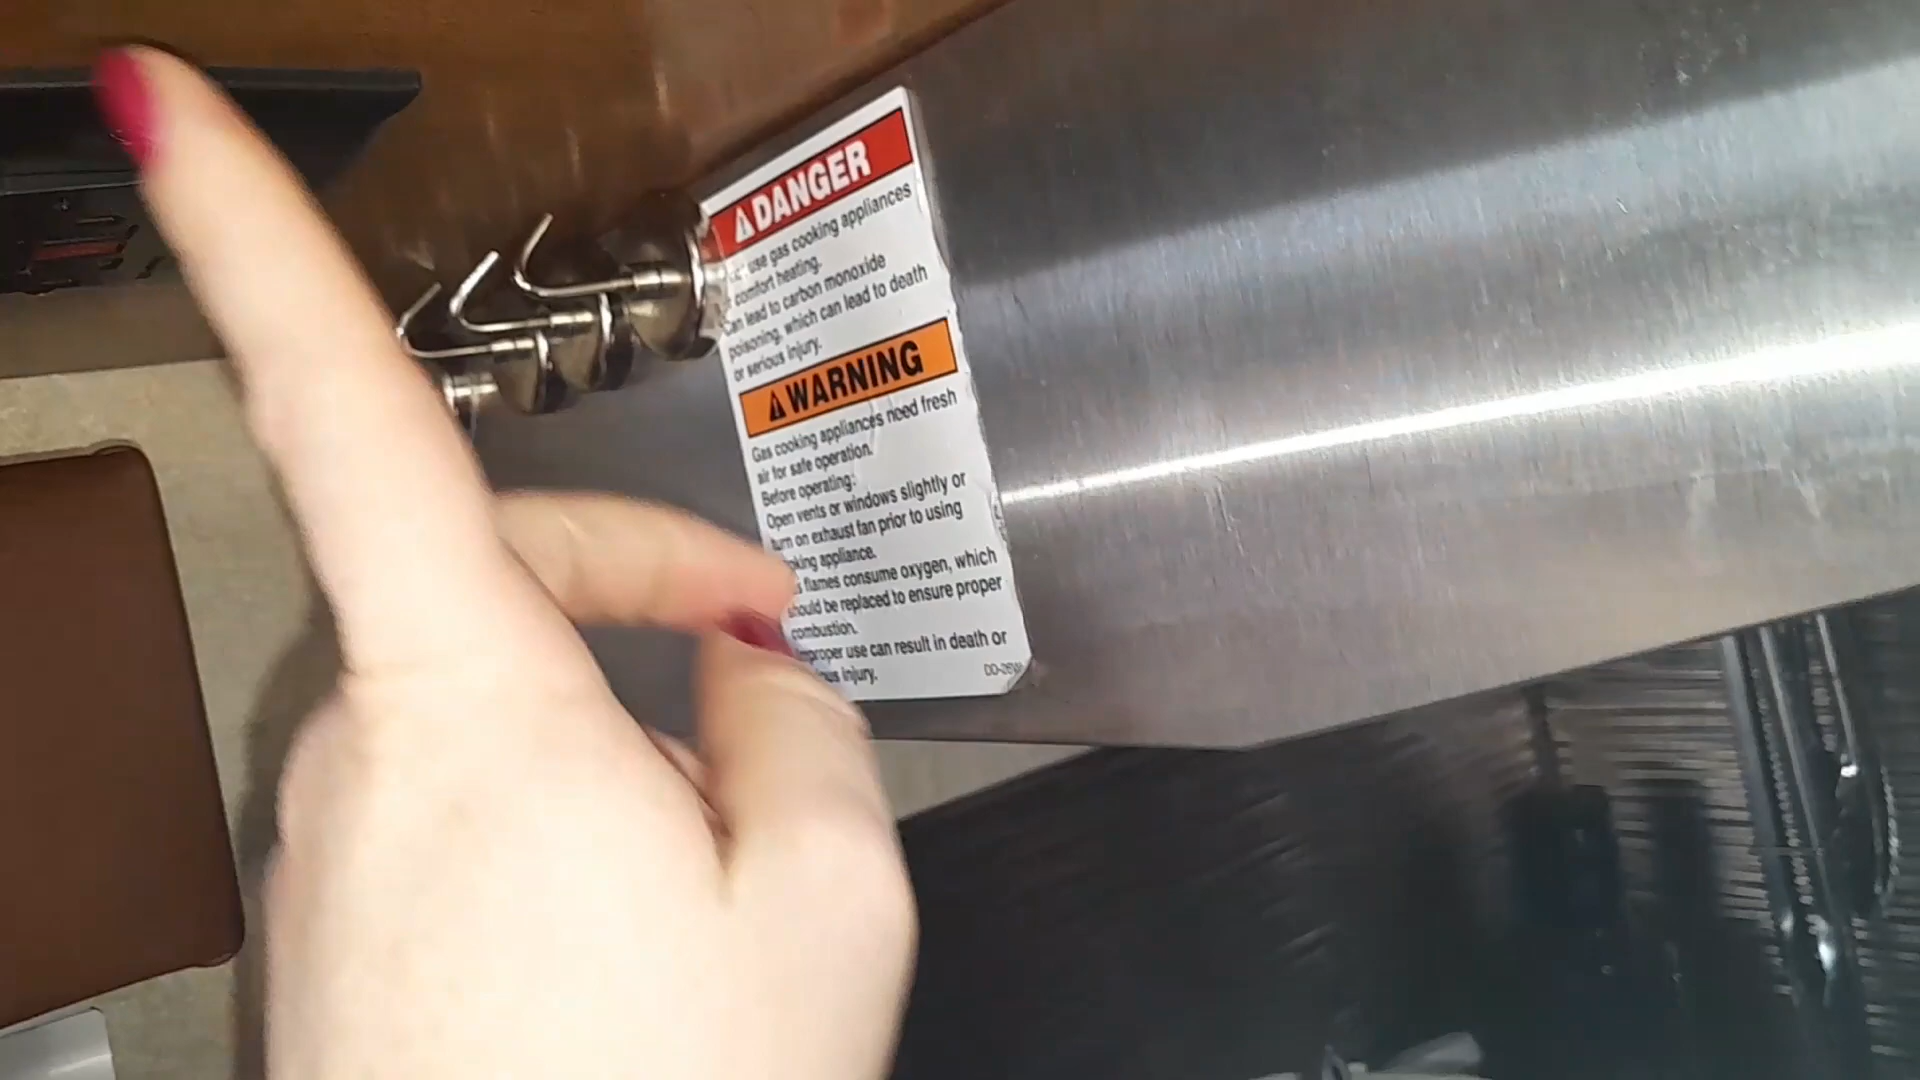 DANGER
use gas cooking appliances
comfort heating.
Can lead to carbon monoxide
poisoning, which can lead to death
or serious injury.
WARNING
Gas cooking appliances need fresh
air for safe operation.
Before operating:
Open vents or windows slightly or
turn on exhaust fan prior to using
oking appliance.
s flames consume oxygen, which
should be replaced to ensure proper
combustion.
mproper use can result in death or
ous injury.